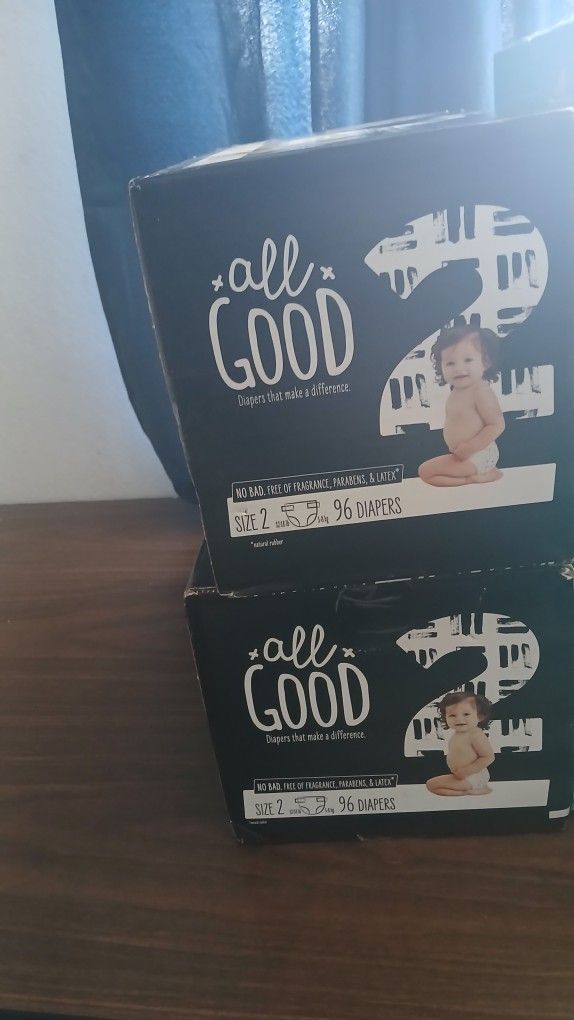 all
GOOD
Diapers that make a difference.
2
NO BAD. FREE OF FRAGRANCE, PARABENS, & LATEX*
SIZE 2 96 DIAPERS
*natural rubber
all
GOOD
Diapers that make a difference.
2
NO BAD. FREE OF FRAGRANCE, PARABENS, & LATEX*
SIZE 2 96 DIAPERS